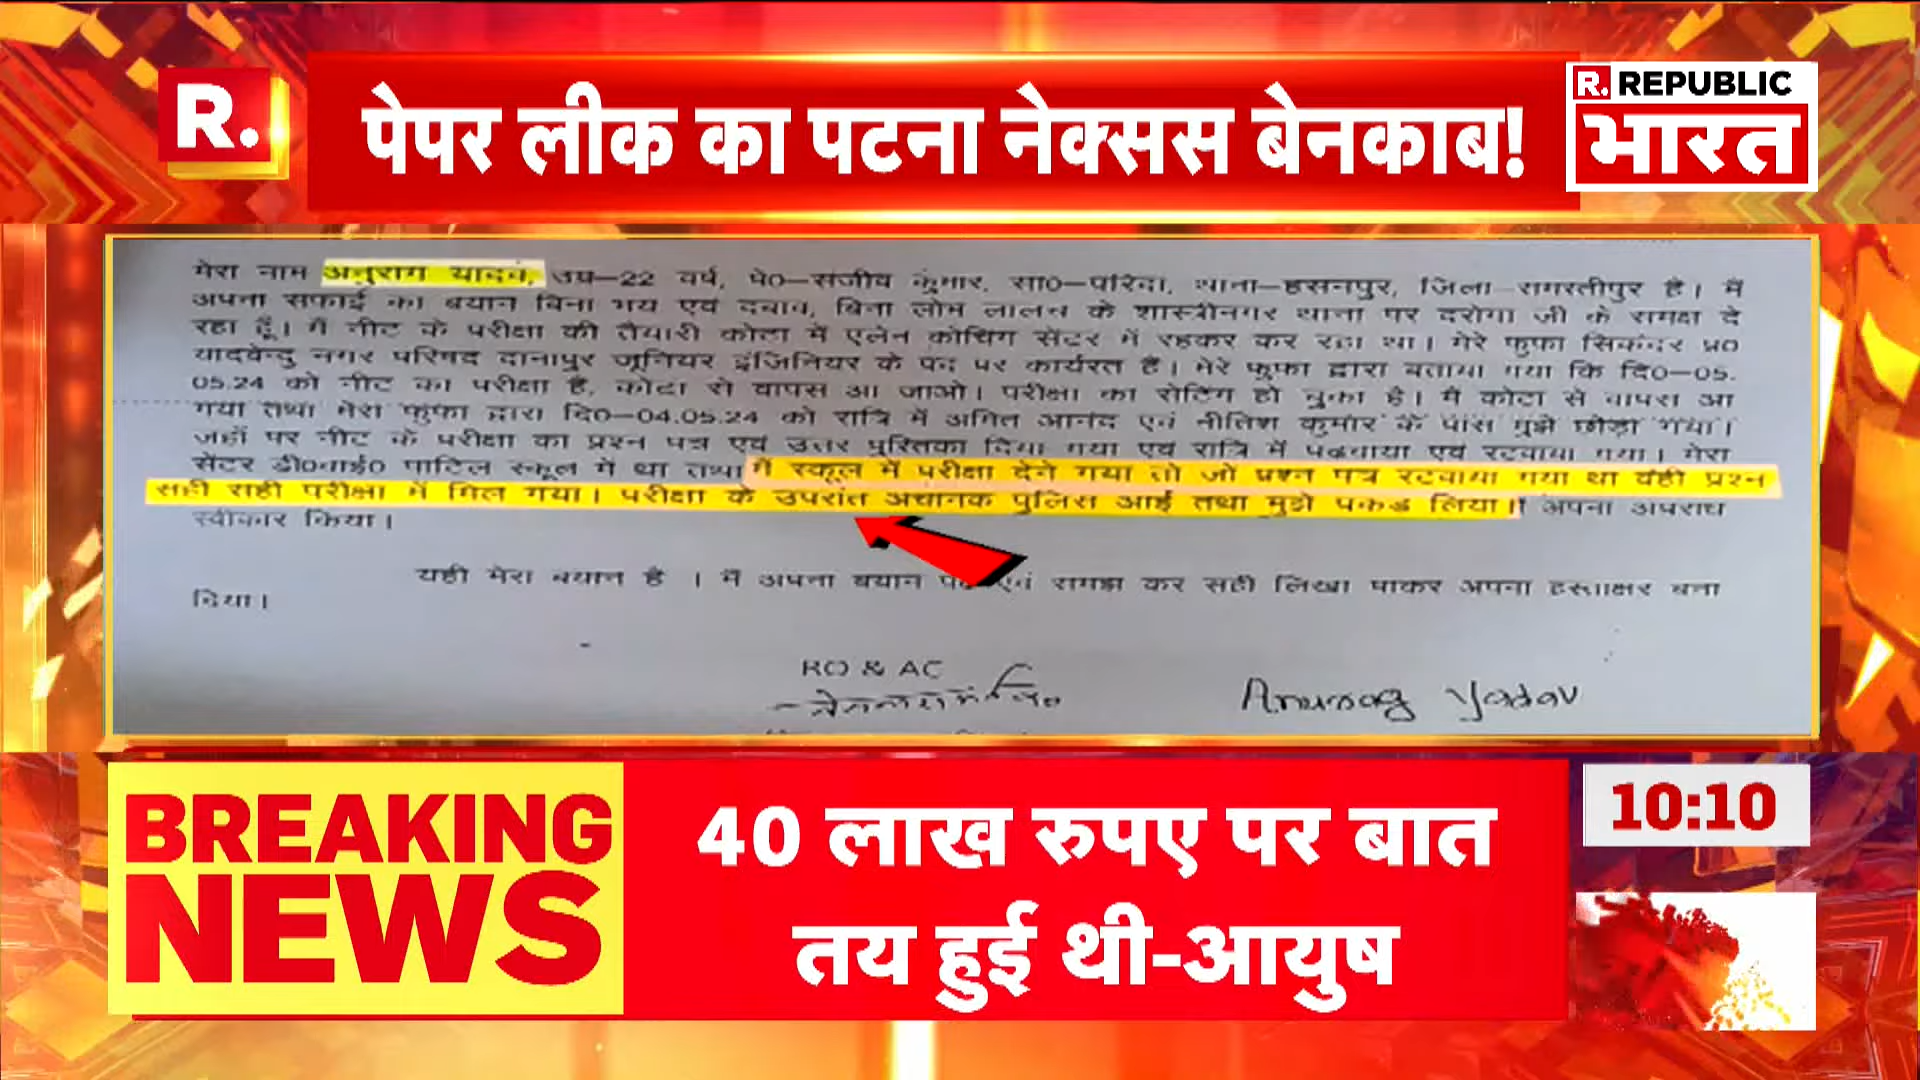 R.
पेपर लीक का पटना नेक्सस बेनकाब!
R. REPUBLIC
भारत
मेरा नाम अनुराग यादव, उम्र–22 वर्ष, पे0–संजीव कुमार, सा0–परिदा, थाना–हसनपुर, जिला–समस्तीपुर है। मैं
अपना सफाई का बयान बिना भय एवं दबाव, बिना लोभ लालच के शास्त्रीनगर थाना पर दरोगा जी के समक्ष दे
रहा हूँ। मैं नीट के परीक्षा की तैयारी कोटा में एलेन कोचिंग सेंटर में रहकर कर रहा था। मेरे फुफा सिकंदर प्र0
यादवेन्दु नगर परिषद दानापुर जूनियर इंजिनियर के पद पर कार्यरत हैं। मेरे फुफा द्वारा बताया गया कि दि0–05.
05.24 को नीट का परीक्षा है, कोटा से वापस आ जाओ। परीक्षा का सेटिंग हो चुका है। मैं कोटा से वापस आ
गया तथा मेरा फुफा द्वारा दि0–04.05.24 को रात्रि में अमित आनंद एवं नीतिश कुमार के पास मुझे छोड़ा गया।
जहाँ पर नीट के परीक्षा का प्रश्न पत्र एवं उत्तर पुस्तिका दिया गया एवं रात्रि में पढवाया एवं रटवाया गया। मेरा
सेंटर डी0वाई0 पाटिल स्कूल में था तथा मैं स्कूल में परीक्षा देने गया तो जो प्रश्न पत्र रटवाया गया था वही प्रश्न
सही सही परीक्षा में मिल गया। परीक्षा के उपरांत अचानक पुलिस आई तथा मुझे पकड लिया। अपना अपराध
स्वीकार किया।
यही मेरा बयान है । मैं अपना बयान एवं समझ कर सही लिखा पाकर अपना हस्ताक्षर बना
दिया।
RO & AC
Anurag Yadav
BREAKING
NEWS
40 लाख रुपए पर बात
तय हुई थी-आयुष
10:10